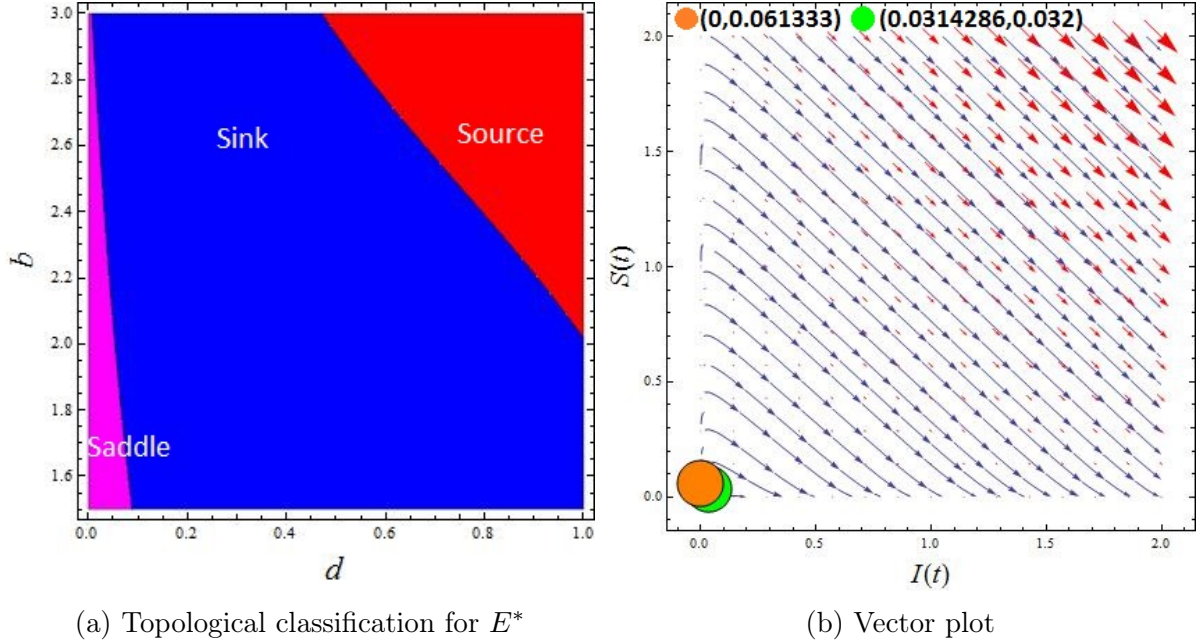 3.0
2.8
2.6
2.4
2.2
2.0
1.8
1.6
b
Sink
Source
Saddle
0.0 0.2 0.4 0.6 0.8 1.0
d
(a) Topological classification for E*
(0,0.061333) (0.0314286,0.032)
2.0
1.5
1.0
0.5
0.0
S(t)
0.0 0.5 1.0 1.5 2.0
I(t)
(b) Vector plot